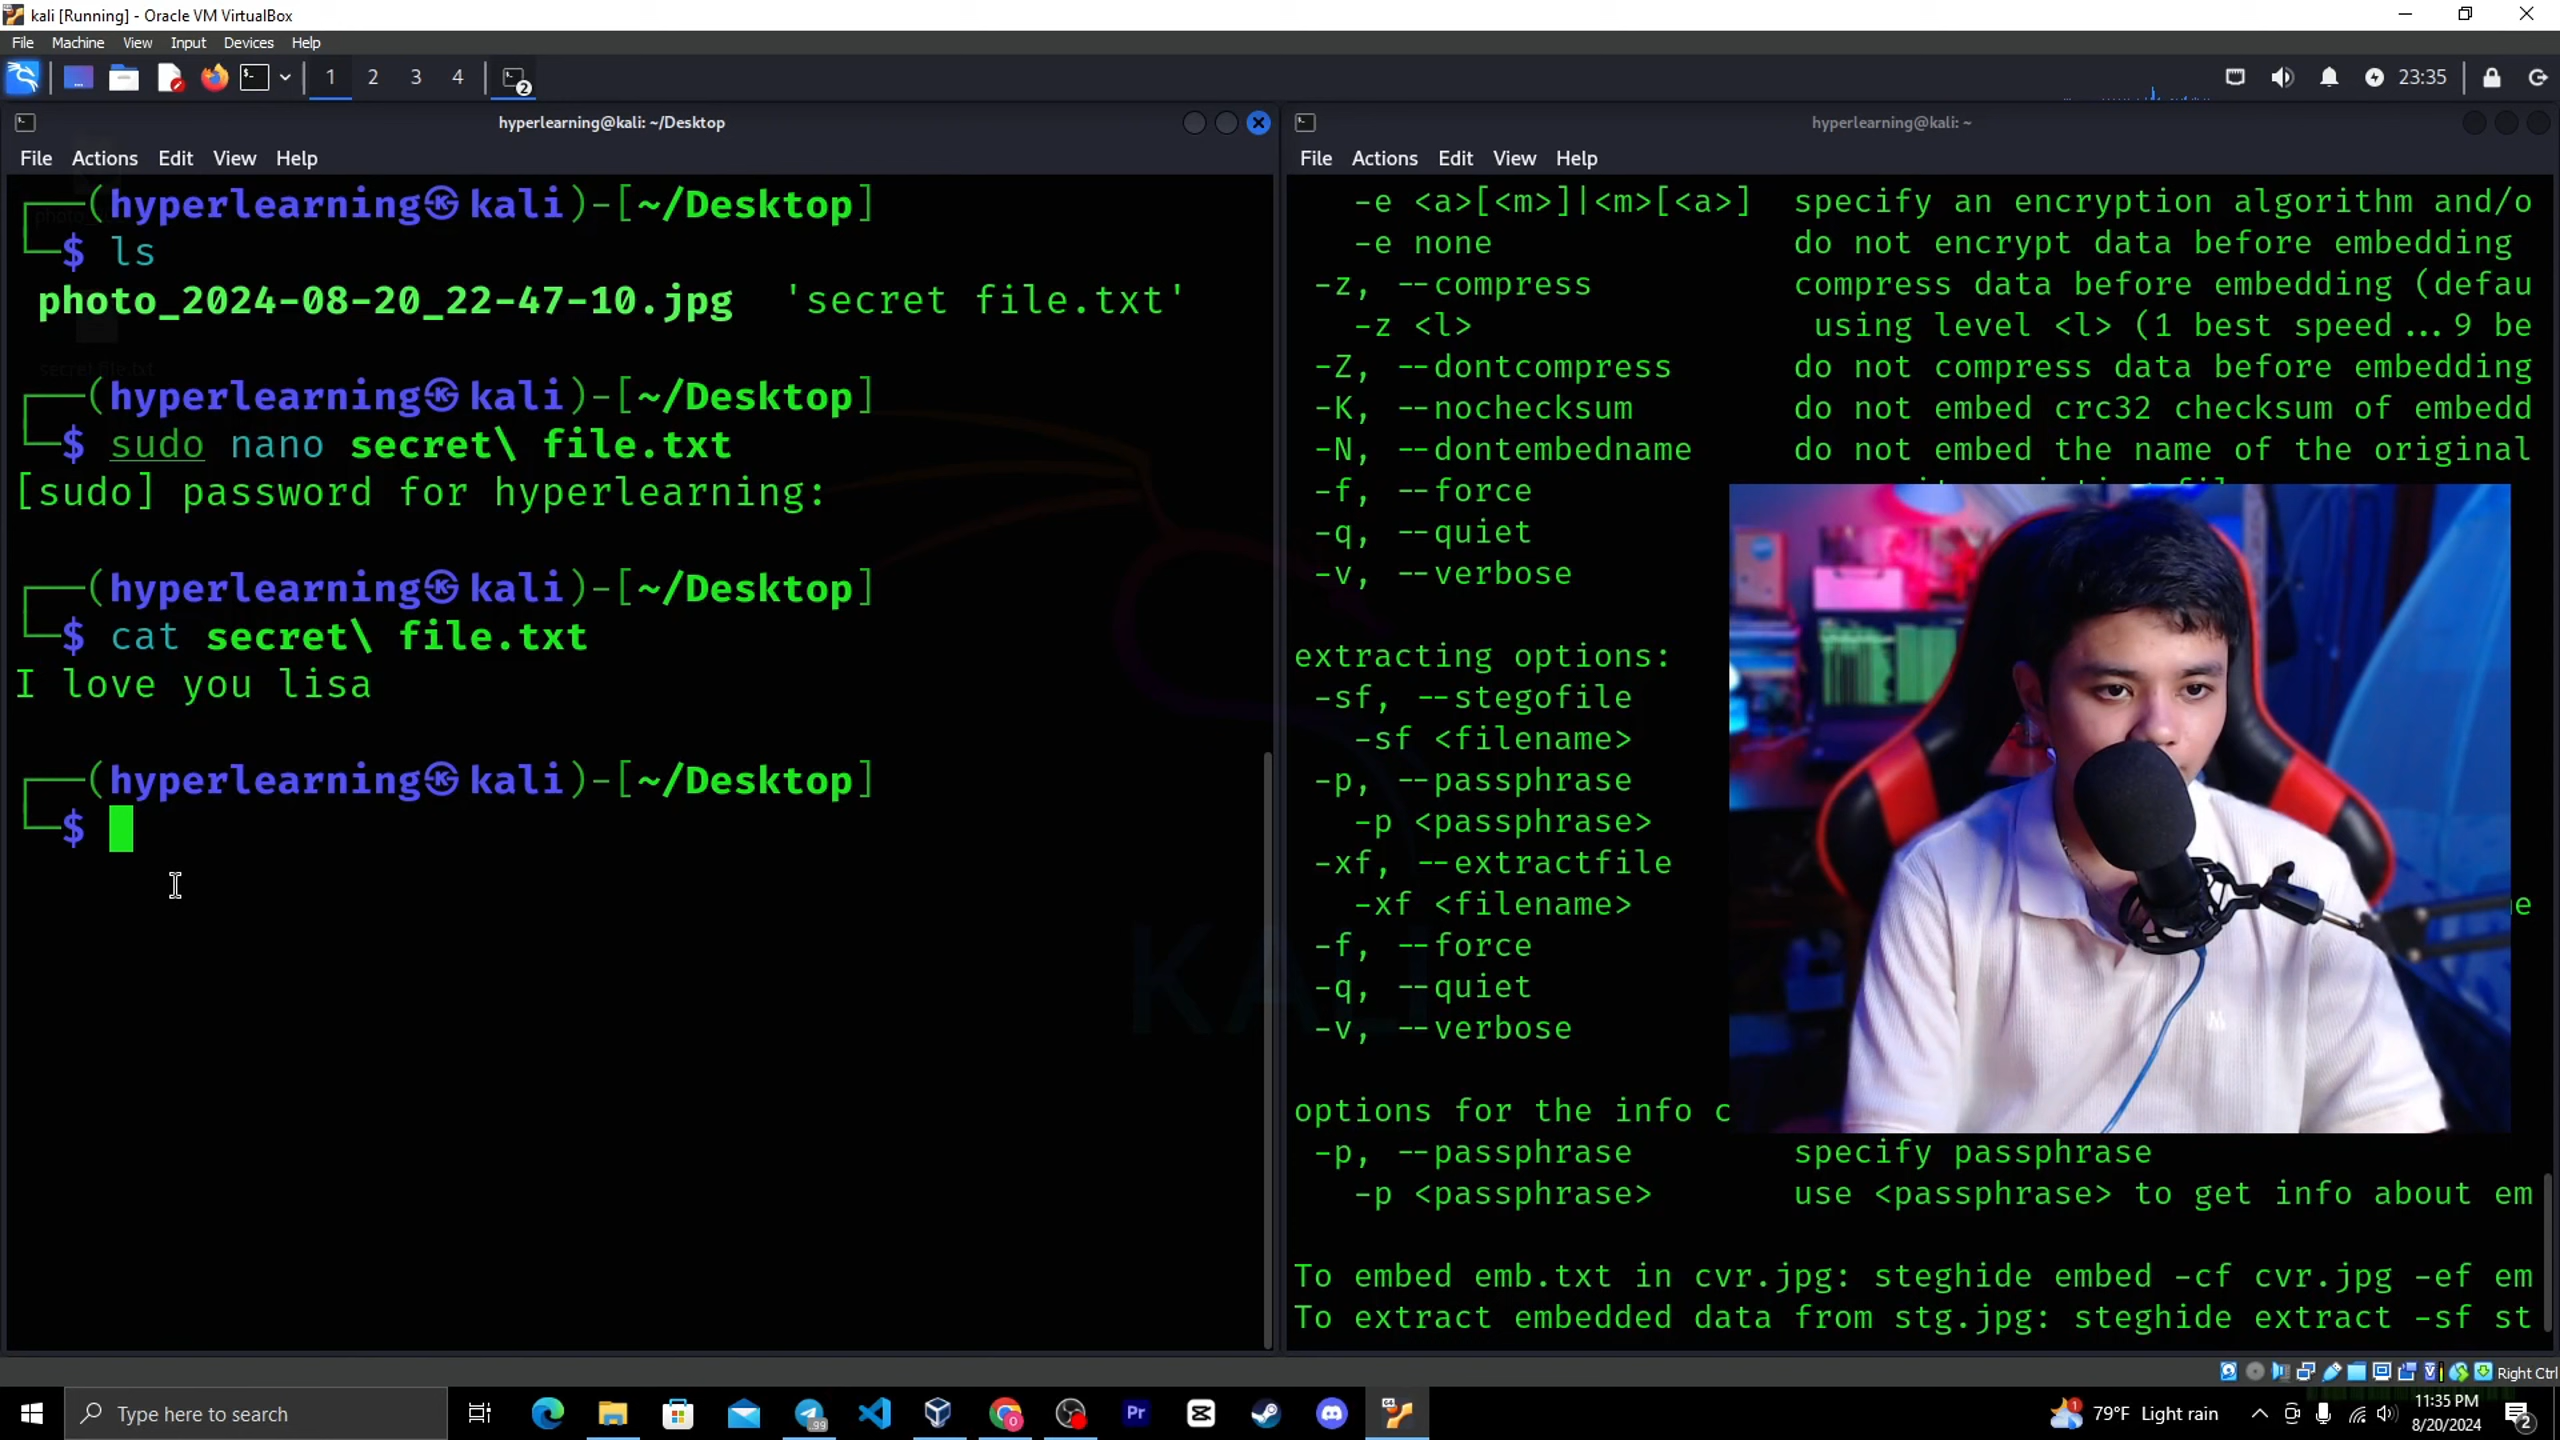 kali [Running] - Oracle VM VirtualBox
File Machine View Input Devices Help
1 2 3 4 2 23:35
hyperlearning@kali: ~/Desktop
File Actions Edit View Help
(hyperlearning㉿kali)-[~/Desktop]
$ ls
photo_2024-08-20_22-47-10.jpg 'secret file.txt'
(hyperlearning㉿kali)-[~/Desktop]
$ sudo nano secret\ file.txt
[sudo] password for hyperlearning:
(hyperlearning㉿kali)-[~/Desktop]
$ cat secret\ file.txt
I love you lisa
(hyperlearning㉿kali)-[~/Desktop]
$
KALI
hyperlearning@kali: ~
File Actions Edit View Help
-e <a>[<m>]|<m>[<a>] specify an encryption algorithm and/o
-e none do not encrypt data before embedding
-z, --compress compress data before embedding (defau
-z <l> using level <l> (1 best speed...9 be
-Z, --dontcompress do not compress data before embedding
-K, --nochecksum do not embed crc32 checksum of embedd
-N, --dontembedname do not embed the name of the original
-f, --force
-q, --quiet
-v, --verbose
extracting options:
-sf, --stegofile
-sf <filename>
-p, --passphrase
-p <passphrase>
-xf, --extractfile
-xf <filename>
-f, --force
-q, --quiet
-v, --verbose
options for the info c
-p, --passphrase specify passphrase
-p <passphrase> use <passphrase> to get info about em
To embed emb.txt in cvr.jpg: steghide embed -cf cvr.jpg -ef em
To extract embedded data from stg.jpg: steghide extract -sf st
Right Ctrl
Type here to search
99
Pr
79°F Light rain
11:35 PM
8/20/2024
2